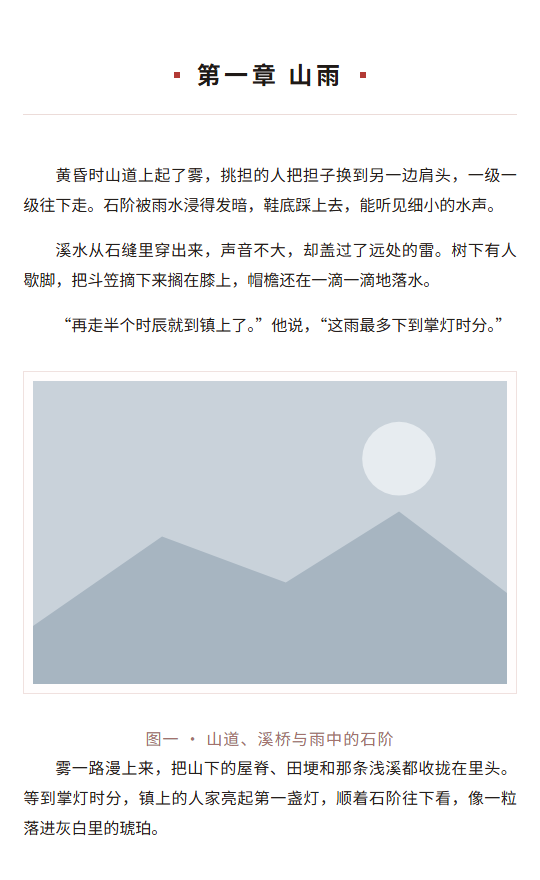 第一章 山雨
黄昏时山道上起了雾，挑担的人把担子换到另一边肩头，一级一
级往下走。石阶被雨水浸得发暗，鞋底踩上去，能听见细小的水声。
溪水从石缝里穿出来，声音不大，却盖过了远处的雷。树下有人
歇脚，把斗笠摘下来搁在膝上，帽檐还在一滴一滴地落水。
“再走半个时辰就到镇上了。”他说，“这雨最多下到掌灯时分。”
图一 · 山道、溪桥与雨中的石阶
雾一路漫上来，把山下的屋脊、田埂和那条浅溪都收拢在里头。
等到掌灯时分，镇上的人家亮起第一盏灯，顺着石阶往下看，像一粒
落进灰白里的琥珀。